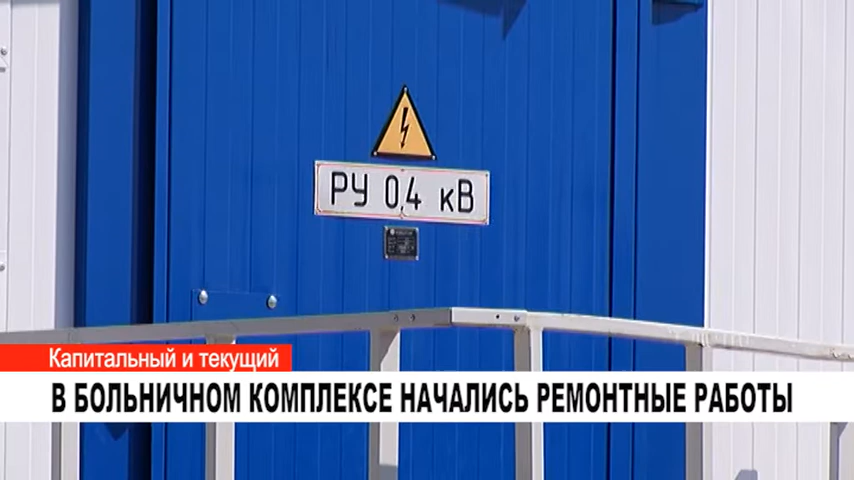 РУ 0,4 кВ
Капитальный и текущий
В БОЛЬНИЧНОМ КОМПЛЕКСЕ НАЧАЛИСЬ РЕМОНТНЫЕ РАБОТЫ